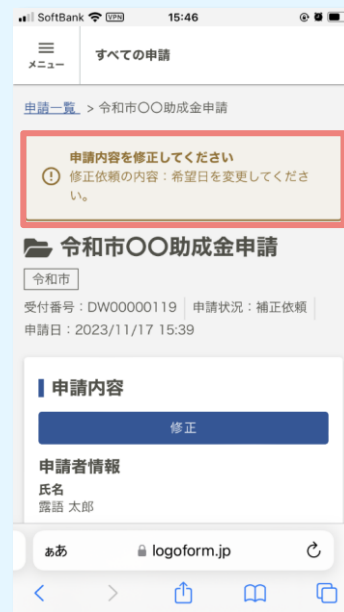 SoftBank VPN 15:46
メニュー
すべての申請
申請一覧 > 令和市〇〇助成金申請
申請内容を修正してください
修正依頼の内容：希望日を変更してくださ
い。
令和市〇〇助成金申請
令和市
受付番号：DW00000119 申請状況：補正依頼
申請日：2023/11/17 15:39
申請内容
修正
申請者情報
氏名
露語 太郎
ぁあ logoform.jp